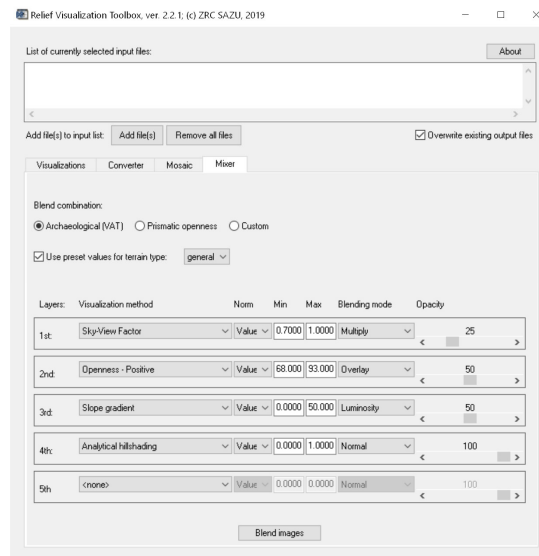 Relief Visualization Toolbox, ver. 2.2.1; (c) ZRC SAZU, 2019
List of currently selected input files: About
Add file(s) to input list: Add file(s) Remove all files Overwrite existing output files
Visualizations Converter Mosaic Mixer
Blend combination:
Archaeological (VAT) Prismatic openness Custom
Use preset values for terrain type: general
Layers: Visualization method Norm Min Max Blending mode Opacity
1st: Sky-View Factor Value 0.7000 1.0000 Multiply 25
2nd: Openness - Positive Value 68.000 93.000 Overlay 50
3rd: Slope gradient Value 0.0000 50.000 Luminosity 50
4th: Analytical hillshading Value 0.0000 1.0000 Normal 100
5th <none> Value 0.0000 0.0000 Normal 100
Blend images